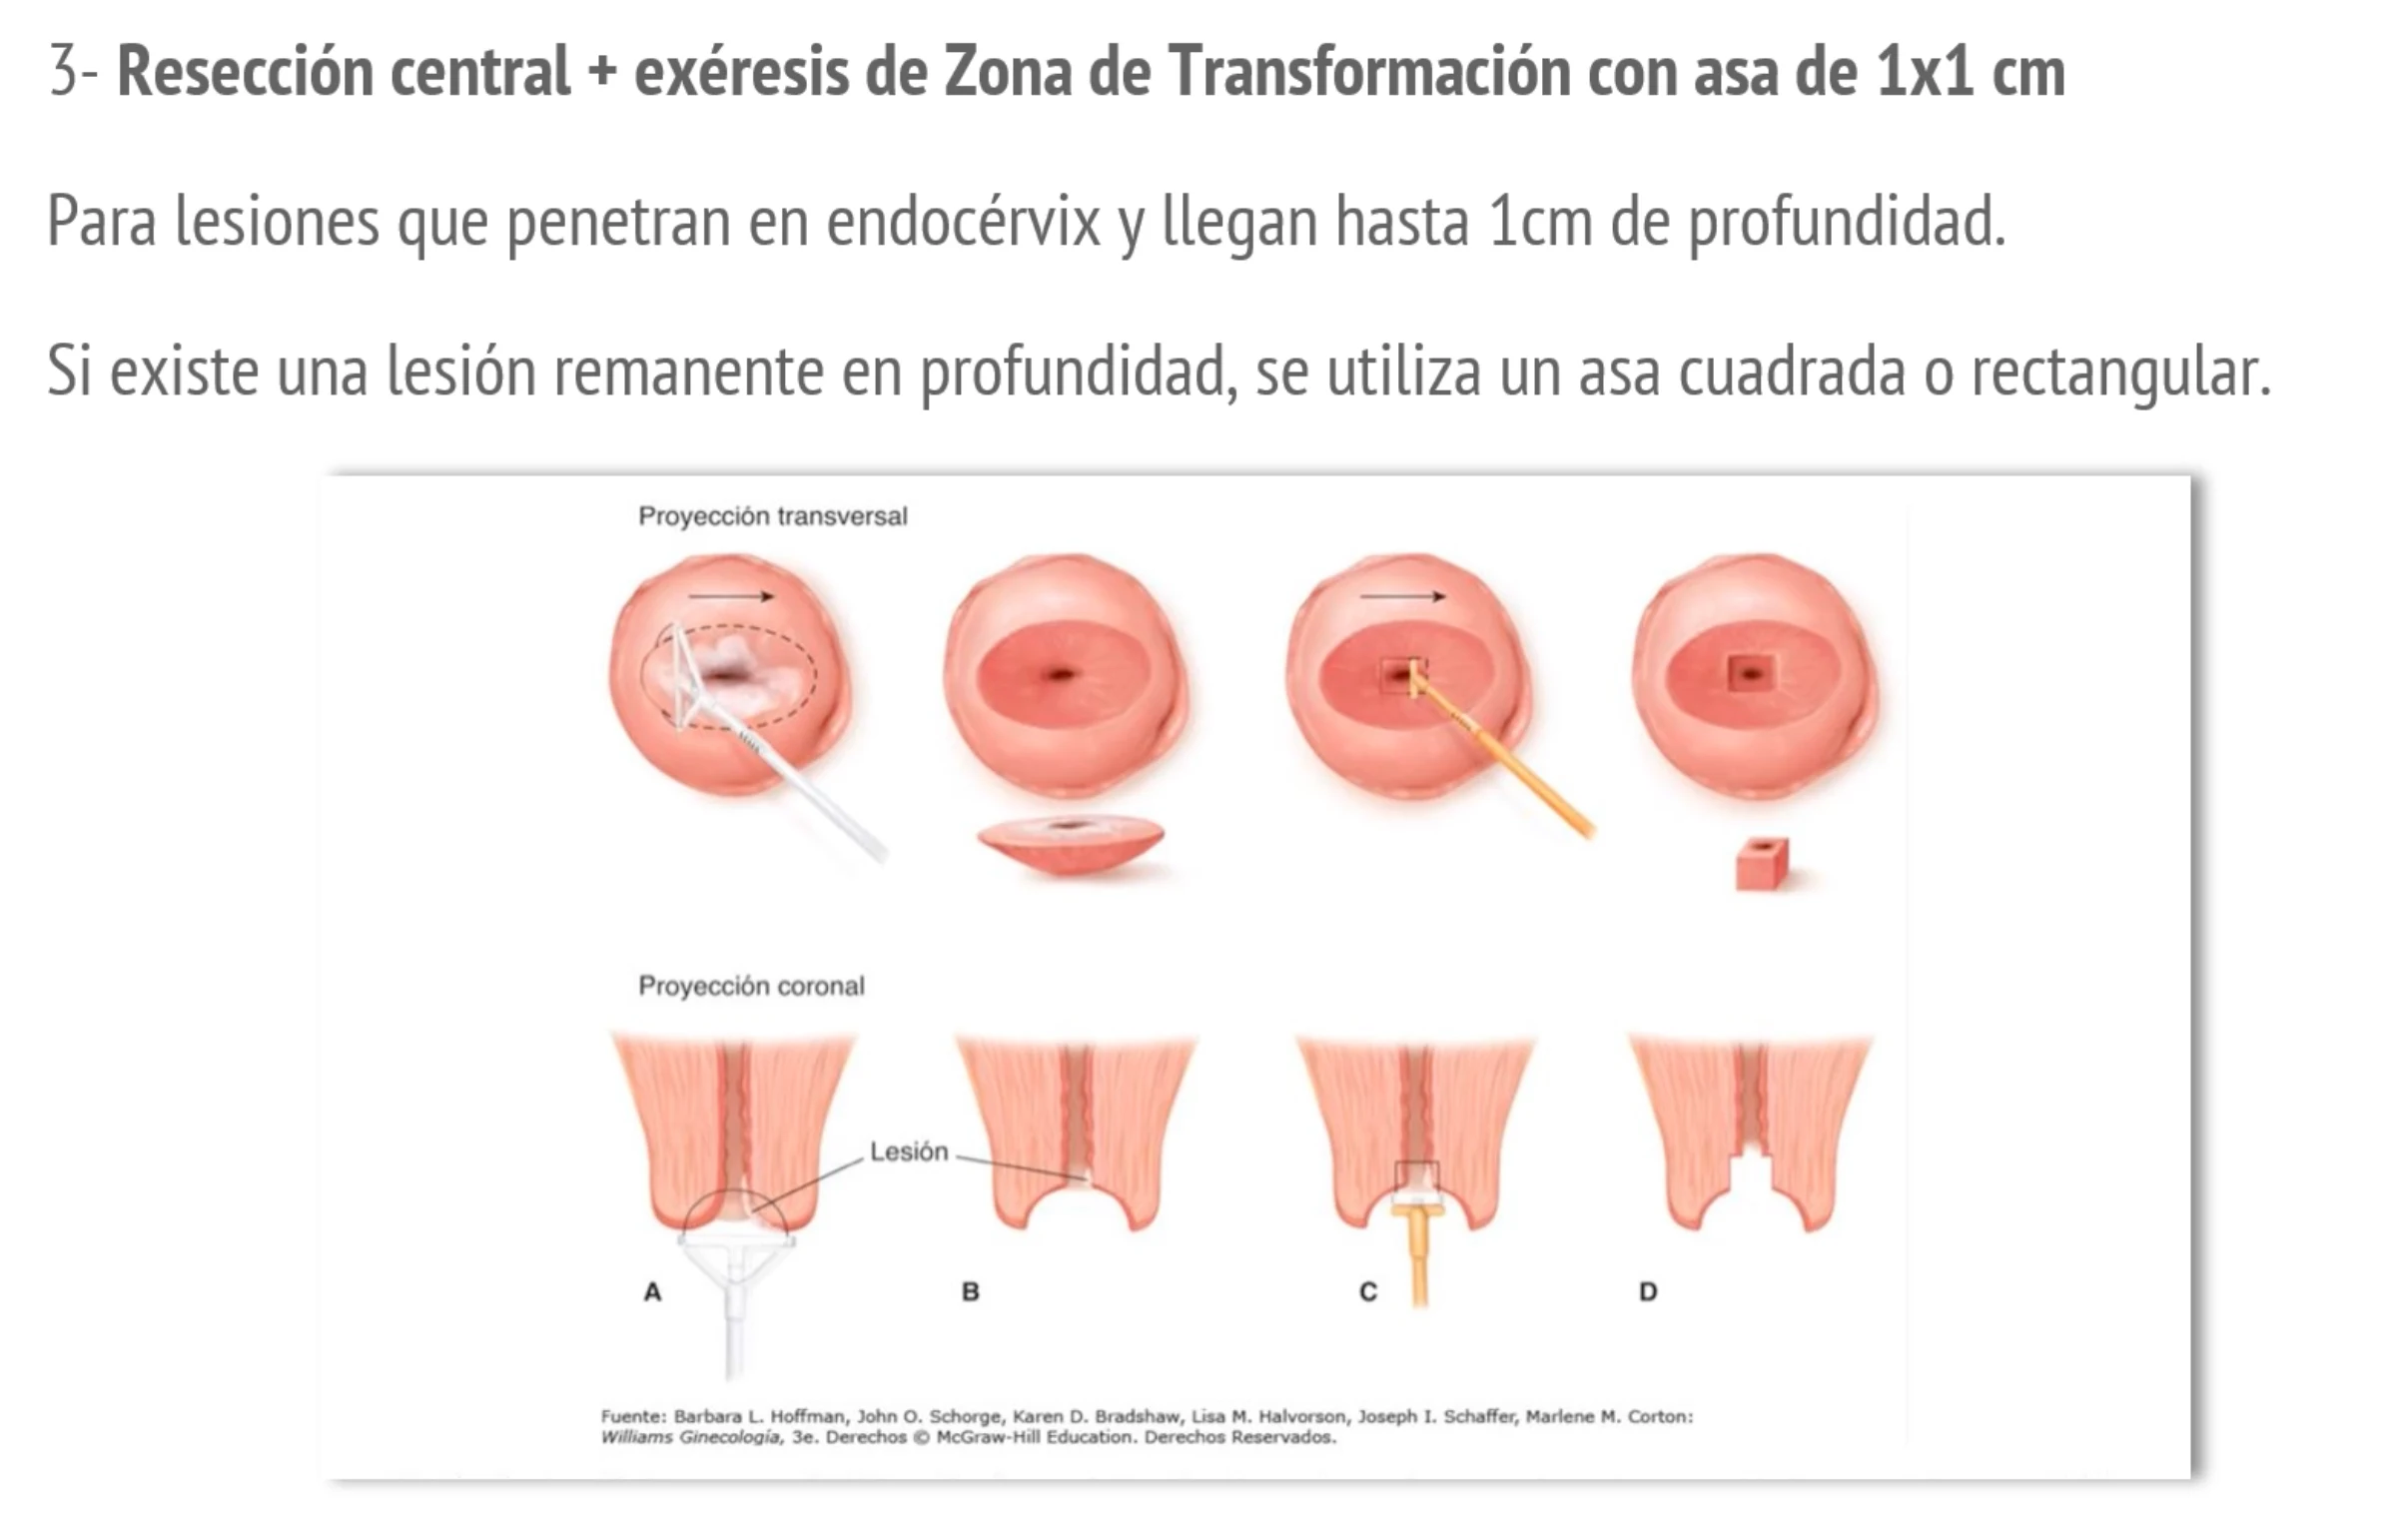 3- Resección central + exéresis de Zona de Transformación con asa de 1x1 cm
Para lesiones que penetran en endocérvix y llegan hasta 1cm de profundidad.
Si existe una lesión remanente en profundidad, se utiliza un asa cuadrada o rectangular.
Proyección transversal
Proyección coronal
Lesión
A
B
C
D
Fuente: Barbara L. Hoffman, John O. Schorge, Karen D. Bradshaw, Lisa M. Halvorson, Joseph I. Schaffer, Marlene M. Corton:
Williams Ginecología, 3e. Derechos © McGraw-Hill Education. Derechos Reservados.